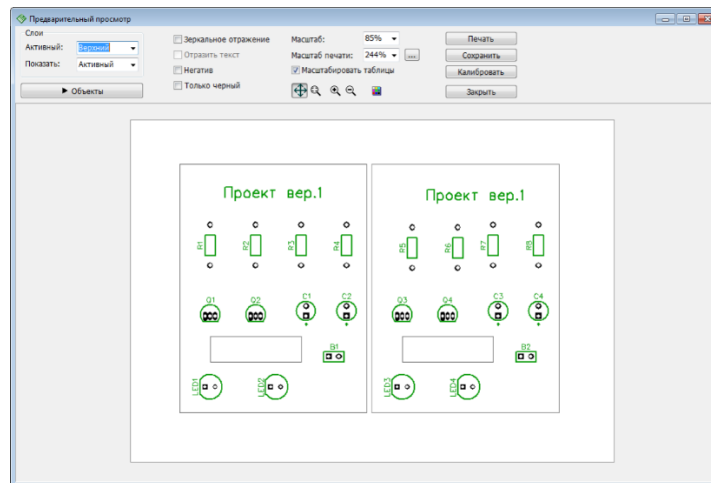 Предварительный просмотр
Слои
Активный: Верхний
Показать: Активный
Объекты
Зеркальное отражение
Отразить текст
Негатив
Только черный
Масштаб: 85%
Масштаб печати: 244% ...
Масштабировать таблицы
Печать
Сохранить
Калибровать
Закрыть
Проект вер.1
R1 R2 R3 R4
Q1 Q2 C1 C2
B1
LED1 LED2
Проект вер.1
R5 R6 R7 R8
Q3 Q4 C3 C4
B2
LED3 LED4